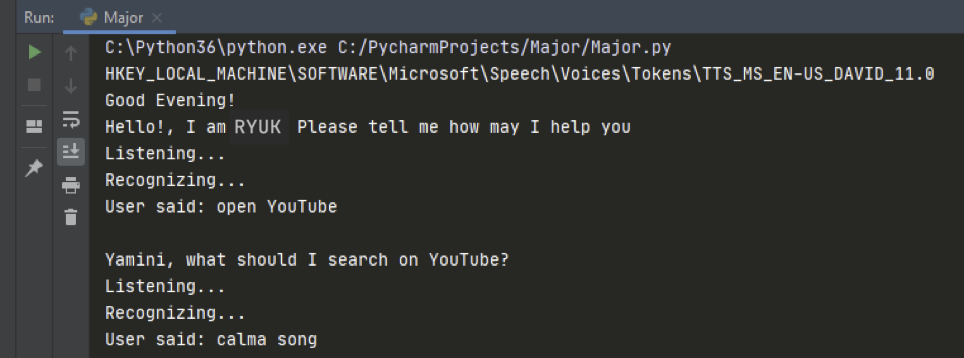 Run: Major
C:\Python36\python.exe C:/PycharmProjects/Major/Major.py
HKEY_LOCAL_MACHINE\SOFTWARE\Microsoft\Speech\Voices\Tokens\TTS_MS_EN-US_DAVID_11.0
Good Evening!
Hello!, I am RYUK Please tell me how may I help you
Listening...
Recognizing...
User said: open YouTube
Yamini, what should I search on YouTube?
Listening...
Recognizing...
User said: calma song